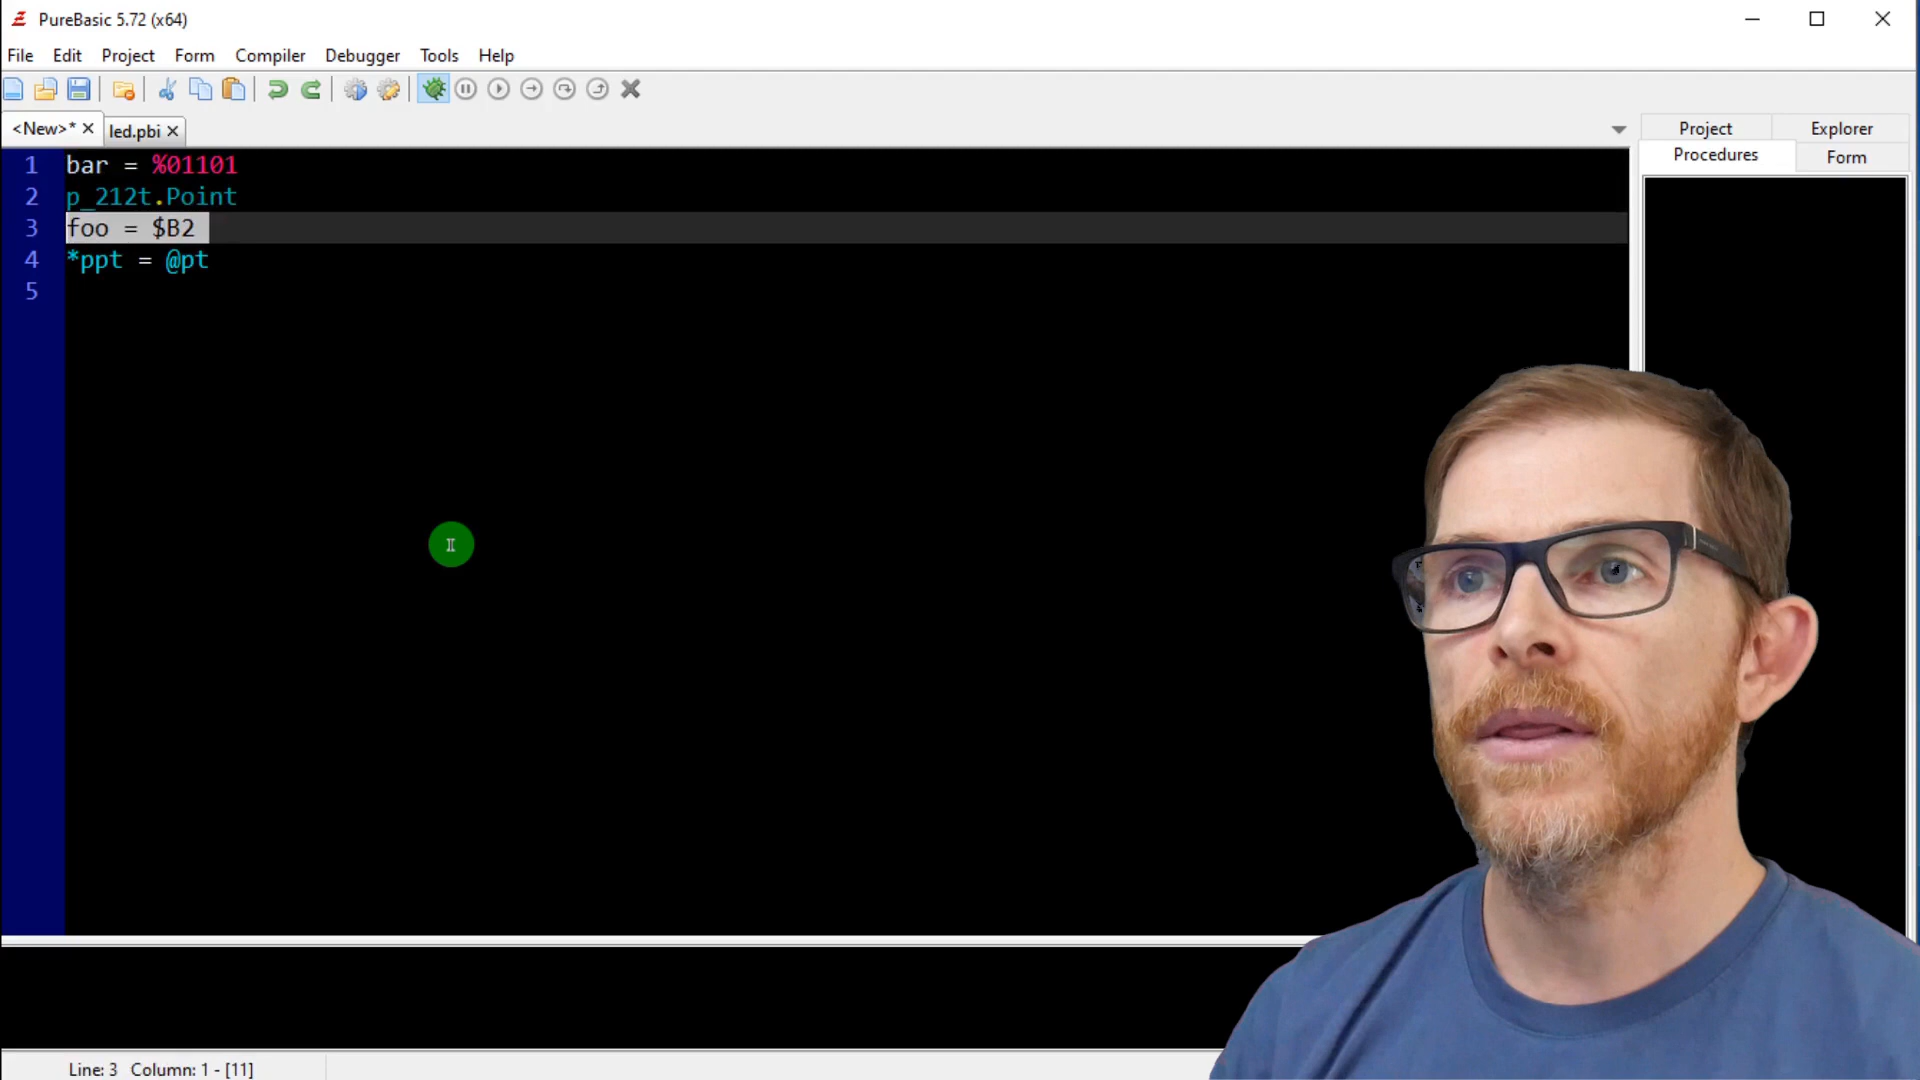 PureBasic 5.72 (x64)
File Edit Project Form Compiler Debugger Tools Help
<New>* led.pbi
Project Explorer
Procedures Form
1 bar = %01101
2 p_212t.Point
3 foo = $B2
4 *ppt = @pt
5
Line: 3 Column: 1 - [11]